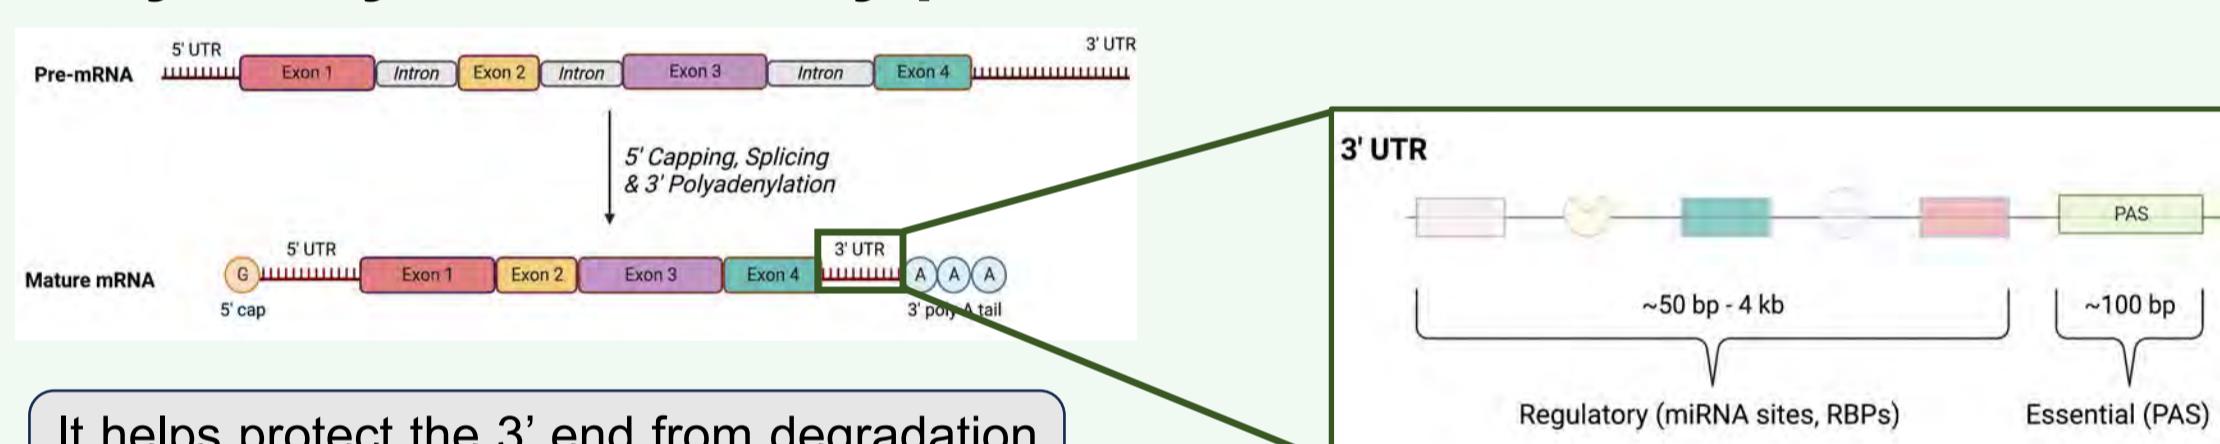 5' UTR
3' UTR
Pre-mRNA
Exon 1
Intron
Exon 2
Intron
Exon 3
Intron
Exon 4
5' Capping, Splicing
& 3' Polyadenylation
5' UTR
3' UTR
Mature mRNA
G
Exon 1
Exon 2
Exon 3
Exon 4
A A A
5' cap
3' poly A tail
It helps protect the 3’ end from degradation
3' UTR
PAS
~50 bp - 4 kb
~100 bp
Regulatory (miRNA sites, RBPs)
Essential (PAS)